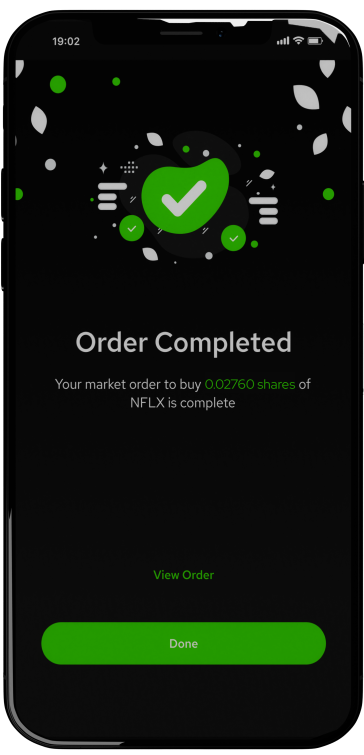 19:02
Order Completed
Your market order to buy 0.02760 shares of
NFLX is complete
View Order
Done